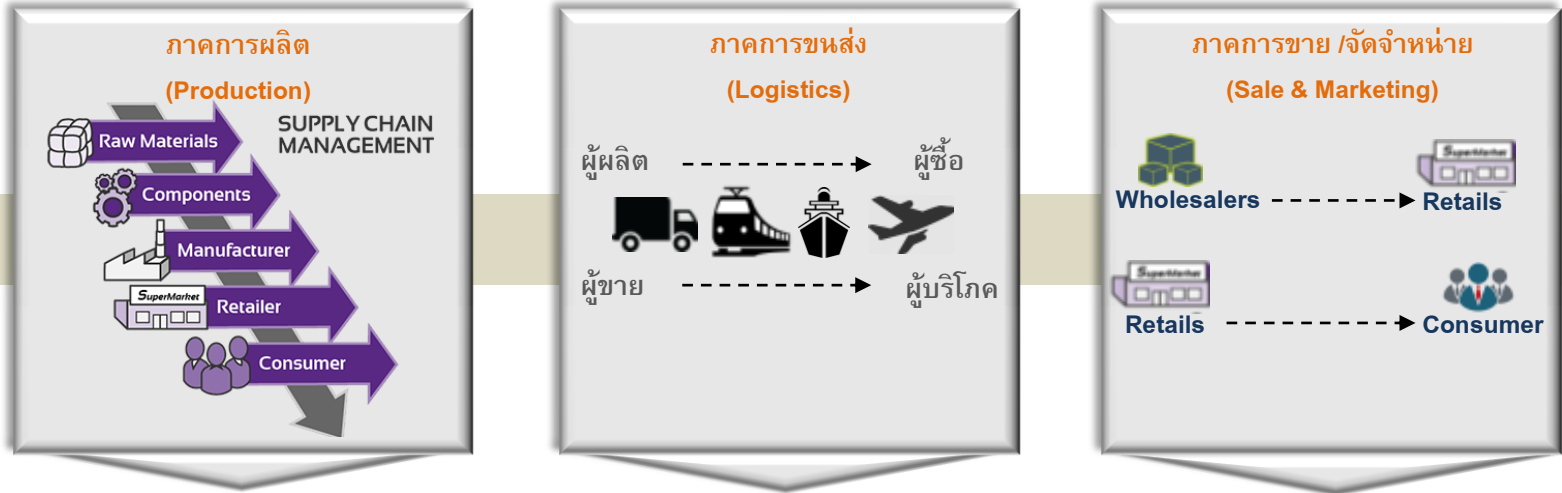 ภาคการผลิต
(Production)
SUPPLY CHAIN
MANAGEMENT
Raw Materials
Components
Manufacturer
SuperMarket
Retailer
Consumer
ภาคการขนส่ง
(Logistics)
ผู้ผลิต
ผู้ซื้อ
ผู้ขาย
ผู้บริโภค
ภาคการขาย /จัดจำหน่าย
(Sale & Marketing)
SuperMarket
Wholesalers
Retails
SuperMarket
Retails
Consumer